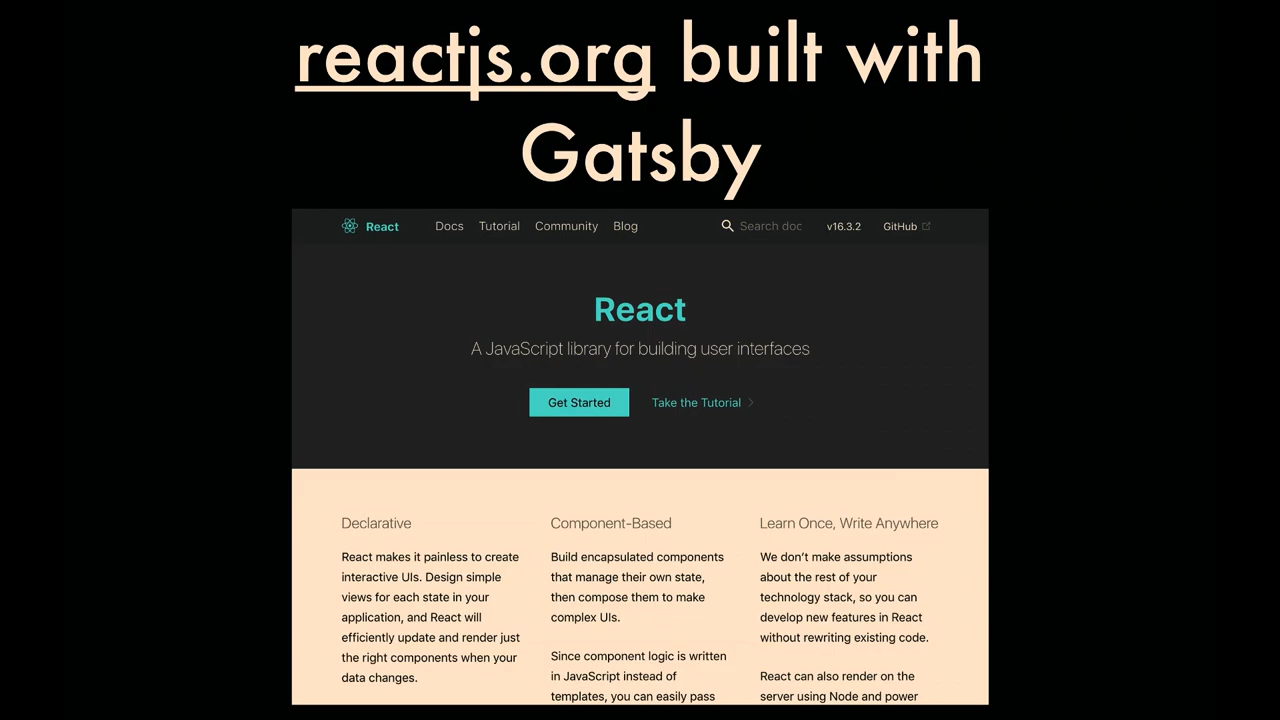 reactjs.org built with
Gatsby
React Docs Tutorial Community Blog Search doc v16.3.2 GitHub
React
A JavaScript library for building user interfaces
Get Started Take the Tutorial
Declarative
React makes it painless to create
interactive UIs. Design simple
views for each state in your
application, and React will
efficiently update and render just
the right components when your
data changes.
Component-Based
Build encapsulated components
that manage their own state,
then compose them to make
complex UIs.
Since component logic is written
in JavaScript instead of
templates, you can easily pass
Learn Once, Write Anywhere
We don’t make assumptions
about the rest of your
technology stack, so you can
develop new features in React
without rewriting existing code.
React can also render on the
server using Node and power